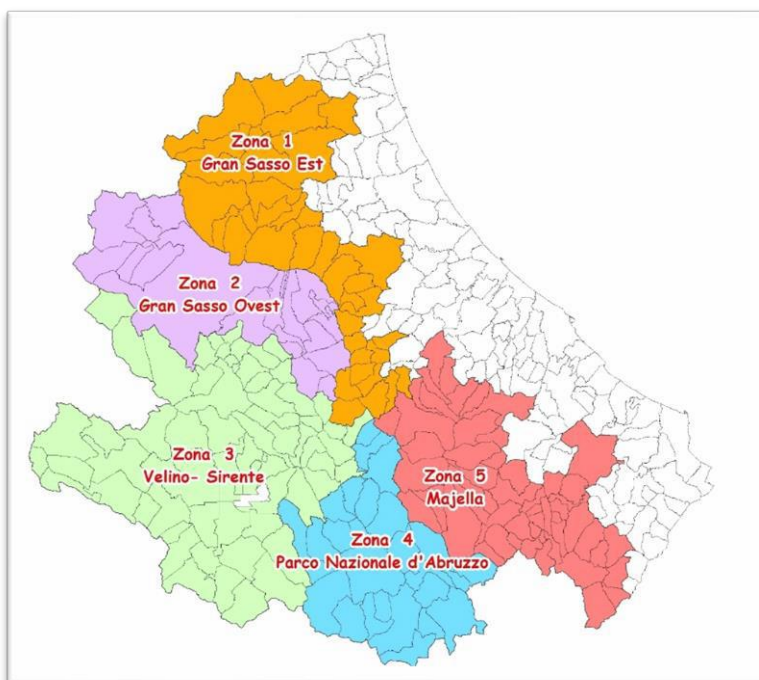 Zona 1
Gran Sasso Est
Zona 2
Gran Sasso Ovest
Zona 3
Velino- Sirente
Zona 5
Majella
Zona 4
Parco Nazionale d'Abruzzo